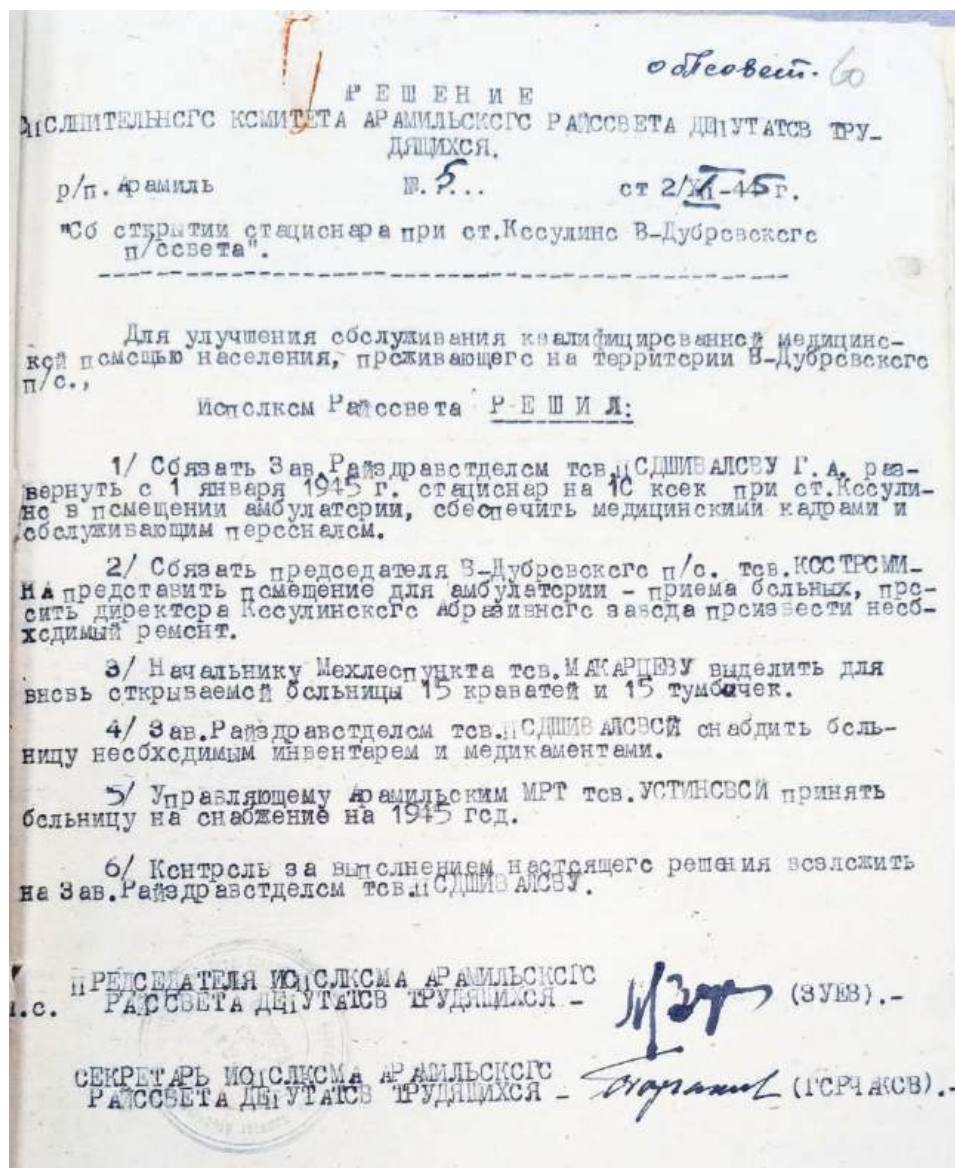 облсовет. 60
РЕШЕНИЕ
ИСПОЛНИТЕЛЬНОГО КОМИТЕТА АРАМИЛЬСКОГО РАЙСОВЕТА ДЕПУТАТОВ ТРУ-
ДЯЩИХСЯ.
р/п. Арамиль №. 5... от 2/XI-45 г.
"Об открытии стационара при ст.Косулино В-Дубровского
п/совета".
Для улучшения обслуживания квалифицированной медицинс-
кой помощью населения, проживающего на территории В-Дубровского
п/с.,
Исполком Райсовета РЕШИЛ:
1/ Обязать Зав.Райздравотделом тов.ПОДШИВАЛОВУ Г.А. раз-
вернуть с 1 января 1945 г. стационар на 10 коек при ст.Косули-
но в помещении амбулатории, обеспечить медицинскими кадрами и
обслуживающим персоналом.
2/ Обязать председателя В-Дубровского п/с. тов.КОСТРОМИ-
НА представить помещение для амбулатории - приема больных, про-
сить директора Косулинского Абразивного завода произвести необ-
ходимый ремонт.
3/ Начальнику Мехлеспункта тов.МАКАРЦЕВУ выделить для
вновь открываемой больницы 15 краватей и 15 тумбочек.
4/ Зав.Райздравотделом тов.ПОДШИВАЛОВОЙ снабдить боль-
ницу необходимым инвентарем и медикаментами.
5/ Управляющему Арамильским МРТ тов.УСТИНОВОЙ принять
больницу на снабжение на 1945 год.
6/ Контроль за выполнением настоящего решения возложить
на Зав.Райздравотделом тов.ПОДШИВАЛОВУ.
ПРЕДСЕДАТЕЛЯ ИСПОЛКОМА АРАМИЛЬСКОГО
РАЙСОВЕТА ДЕПУТАТОВ ТРУДЯЩИХСЯ - (ЗУЕВ).-
СЕКРЕТАРЬ ИСПОЛКОМА АРАМИЛЬСКОГО
РАЙСОВЕТА ДЕПУТАТОВ ТРУДЯЩИХСЯ - (ГОРЧАКОВ).-